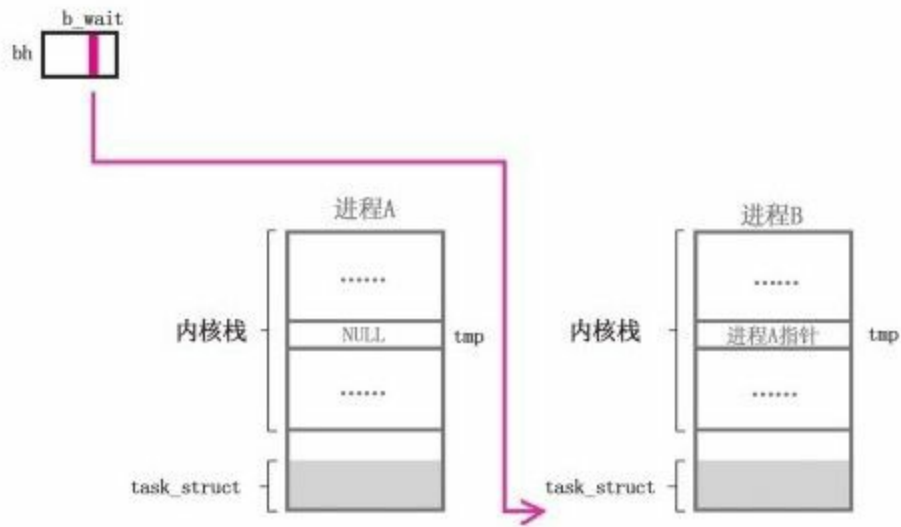 b_wait
bh
进程A
进程B
……
……
内核栈
NULL
tmp
内核栈
进程A指针
tmp
……
……
task_struct
task_struct